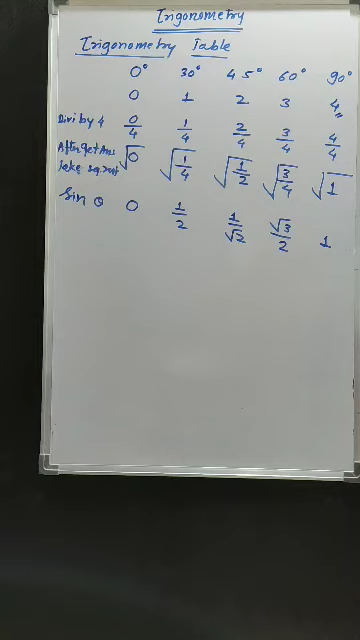 Trigonometry
Trigonometry Table
0° 30° 45° 60° 90°
0 1 2 3 4
Divi by 4 0/4 1/4 2/4 3/4 4/4
After get Ans √0 √1/4 √1/2 √3/4 √1
take sq.root
Sin θ 0 1/2 1/√2 √3/2 1